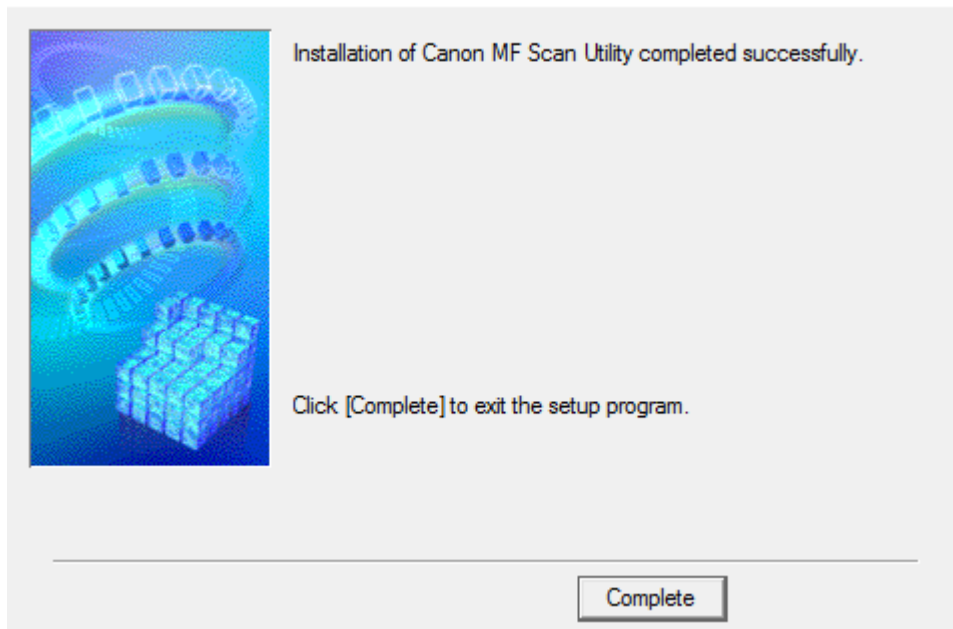 Installation of Canon MF Scan Utility completed successfully.
Click [Complete] to exit the setup program.
Complete